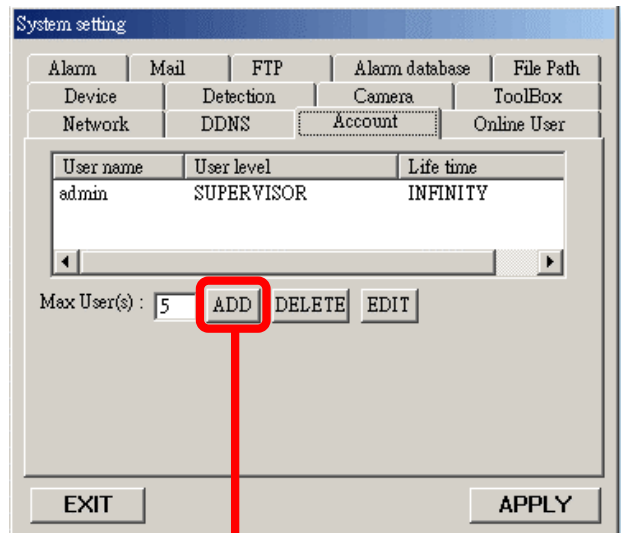 System setting
Alarm Mail FTP Alarm database File Path
Device Detection Camera ToolBox
Network DDNS Account Online User
User name User level Life time
admin SUPERVISOR INFINITY
Max User(s) : 5 ADD DELETE EDIT
EXIT APPLY